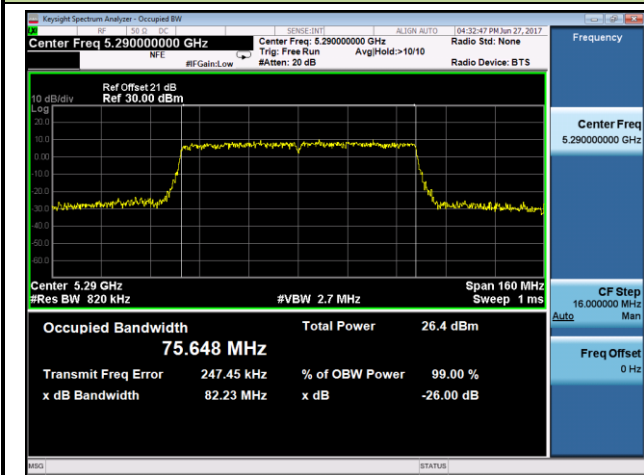 Keysight Spectrum Analyzer - Occupied BW
RF 50 Ω DC SENSE:INT ALIGN AUTO 04:32:47 PM Jun 27, 2017
Center Freq 5.290000000 GHz Center Freq: 5.290000000 GHz Radio Std: None
NFE Trig: Free Run Avg|Hold:>10/10
#IFGain:Low #Atten: 20 dB Radio Device: BTS
Ref Offset 21 dB
10 dB/div Ref 30.00 dBm
Log
20.0
10.0
0.00
-10.0
-20.0
-30.0
-40.0
-50.0
-60.0
Center 5.29 GHz Span 160 MHz
#Res BW 820 kHz #VBW 2.7 MHz Sweep 1 ms
Occupied Bandwidth Total Power 26.4 dBm
75.648 MHz
Transmit Freq Error 247.45 kHz % of OBW Power 99.00 %
x dB Bandwidth 82.23 MHz x dB -26.00 dB
MSG STATUS
Frequency
Center Freq
5.290000000 GHz
CF Step
16.000000 MHz
Auto Man
Freq Offset
0 Hz